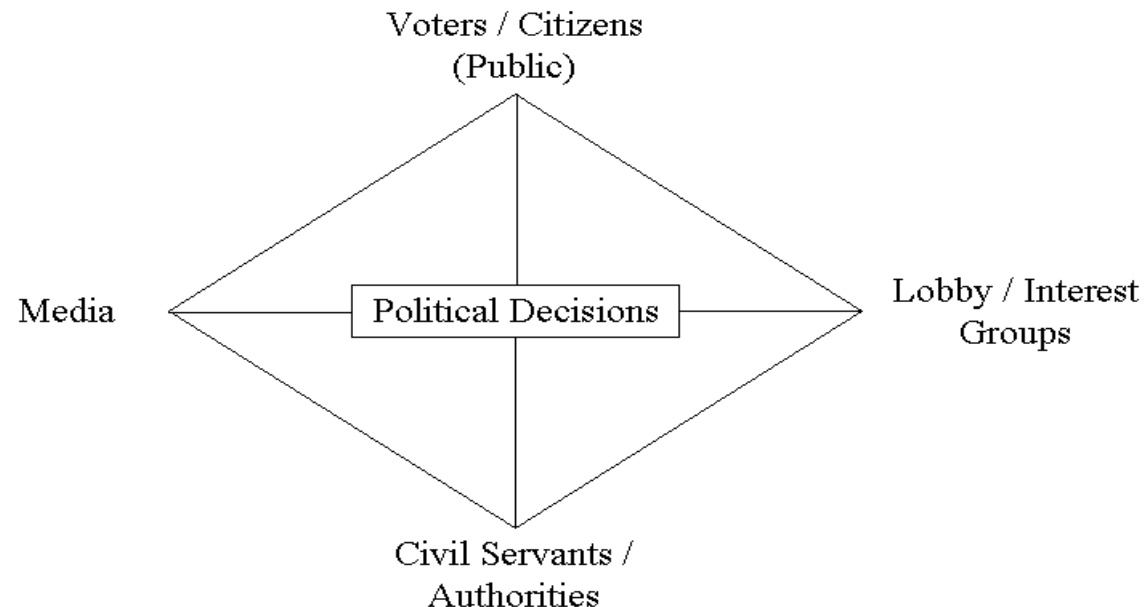 Voters / Citizens
(Public)
Media
Political Decisions
Lobby / Interest
Groups
Civil Servants /
Authorities